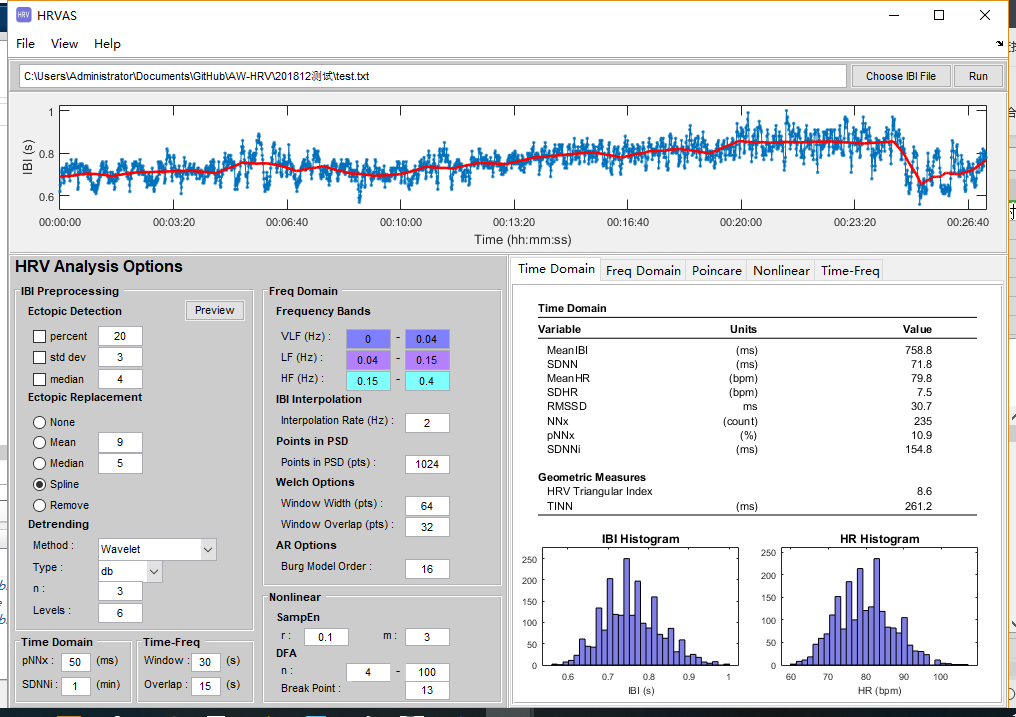 HRV HRVAS
File View Help
C:\Users\Administrator\Documents\GitHub\AW-HRV\201812测试\test.txt Choose IBI File Run
1
0.8
0.6
IBI (s)
00:00:00 00:03:20 00:06:40 00:10:00 00:13:20 00:16:40 00:20:00 00:23:20 00:26:40
Time (hh:mm:ss)
HRV Analysis Options
IBI Preprocessing
Ectopic Detection Preview
percent 20
std dev 3
median 4
Ectopic Replacement
None
Mean 9
Median 5
Spline
Remove
Detrending
Method : Wavelet
Type : db
n : 3
Levels : 6
Time Domain
pNNx : 50 (ms)
SDNNi : 1 (min)
Time-Freq
Window : 30 (s)
Overlap : 15 (s)
Freq Domain
Frequency Bands
VLF (Hz) : 0 - 0.04
LF (Hz) : 0.04 - 0.15
HF (Hz) : 0.15 - 0.4
IBI Interpolation
Interpolation Rate (Hz) : 2
Points in PSD
Points in PSD (pts) : 1024
Welch Options
Window Width (pts) : 64
Window Overlap (pts) : 32
AR Options
Burg Model Order : 16
Nonlinear
SampEn
r : 0.1 m : 3
DFA
n : 4 - 100
Break Point : 13
Time Domain Freq Domain Poincare Nonlinear Time-Freq
Time Domain
Variable Units Value
MeanIBI (ms) 758.8
SDNN (ms) 71.8
MeanHR (bpm) 79.8
SDHR (bpm) 7.5
RMSSD ms 30.7
NNx (count) 235
pNNx (%) 10.9
SDNNi (ms) 154.8
Geometric Measures
HRV Triangular Index 8.6
TINN (ms) 261.2
IBI Histogram
250
200
150
100
50
0
0.6 0.7 0.8 0.9 1
IBI (s)
HR Histogram
250
200
150
100
50
0
60 70 80 90 100
HR (bpm)